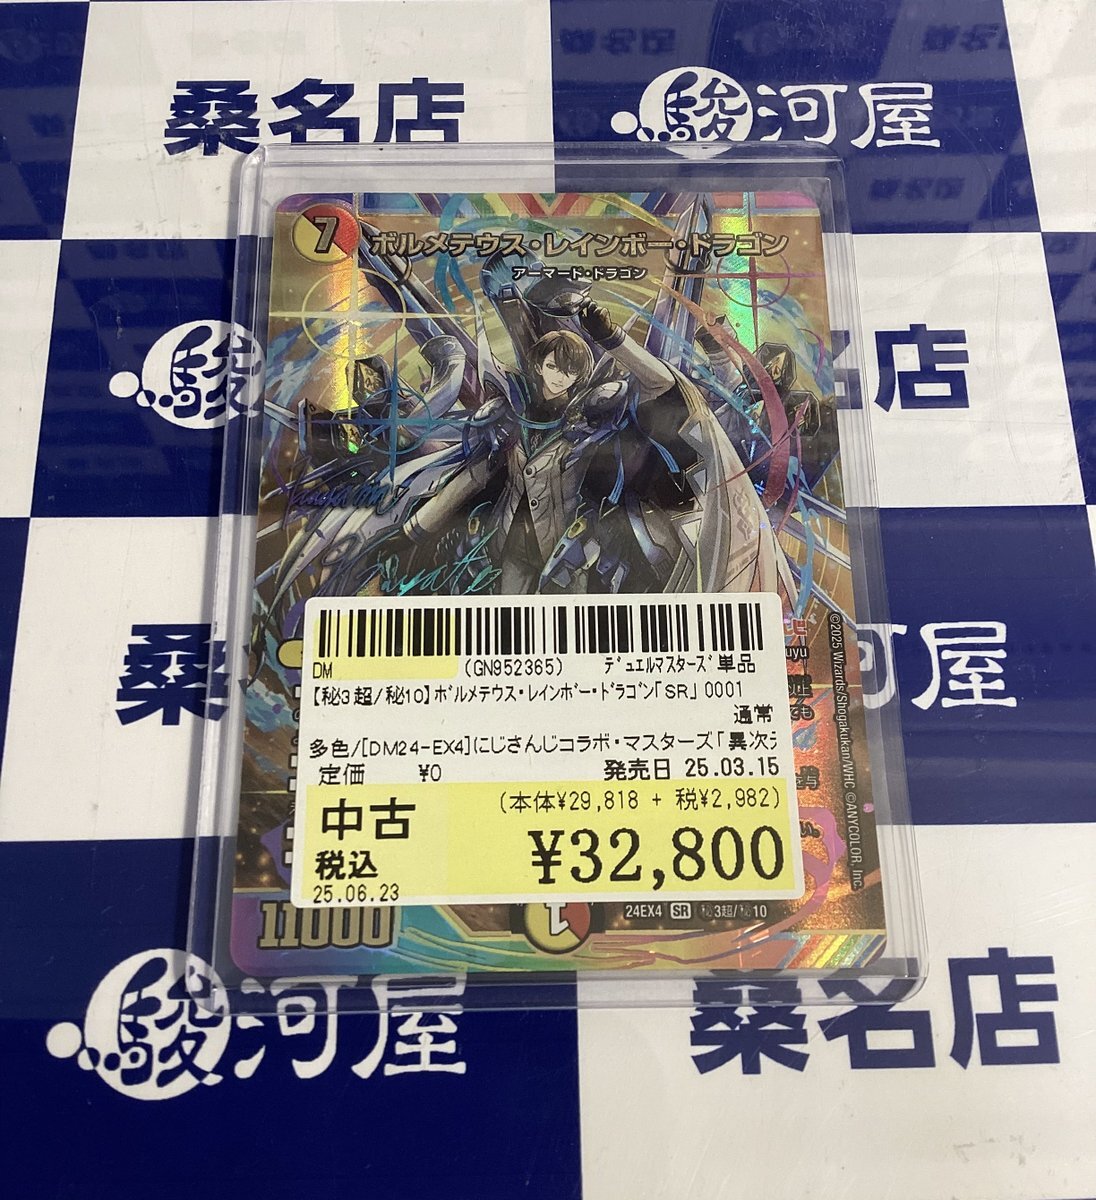 桑名店
駿河屋
7
ボルメテウス・レインボー・ドラゴン
アーマード・ドラゴン
駿
名店
Hayato
桑
河屋
DM
(GN952365)
ﾃﾞｭｴﾙﾏｽﾀｰｽﾞ単品
【秘3超/秘10】ﾎﾞﾙﾒﾃｳｽ・ﾚｲﾝﾎﾞｰ・ﾄﾞﾗｺﾞﾝ「SR」0001
通常
多色/[DM24-EX4]にじさんじコラボ・マスターズ「異次
定価 ¥0
発売日 25.03.15
中古
(本体¥29,818 + 税¥2,982)
税込
¥32,800
25.06.23
©2025 Wizards/Shogakukan/WHC ©ANYCOLOR, Inc.
11000
24EX4 SR ㊙3超/㊙10
駿河屋
桑名店